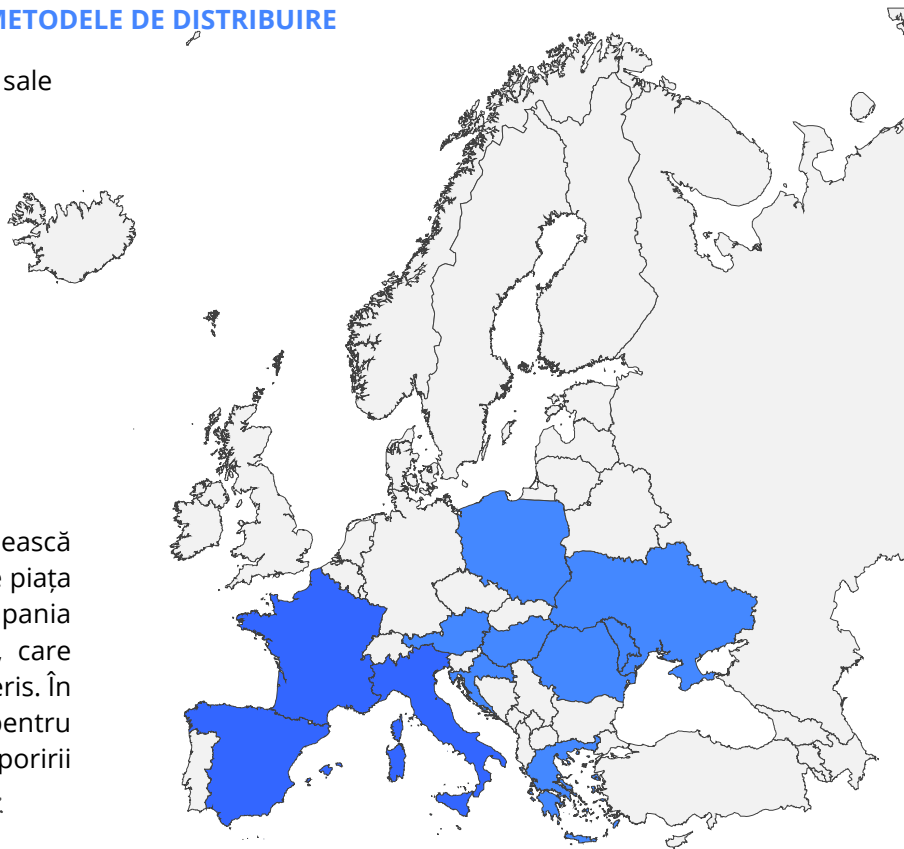 METODELE DE DISTRIBUIRE
sale
ească
piața
pania
care
eris. În
pentru
poririi